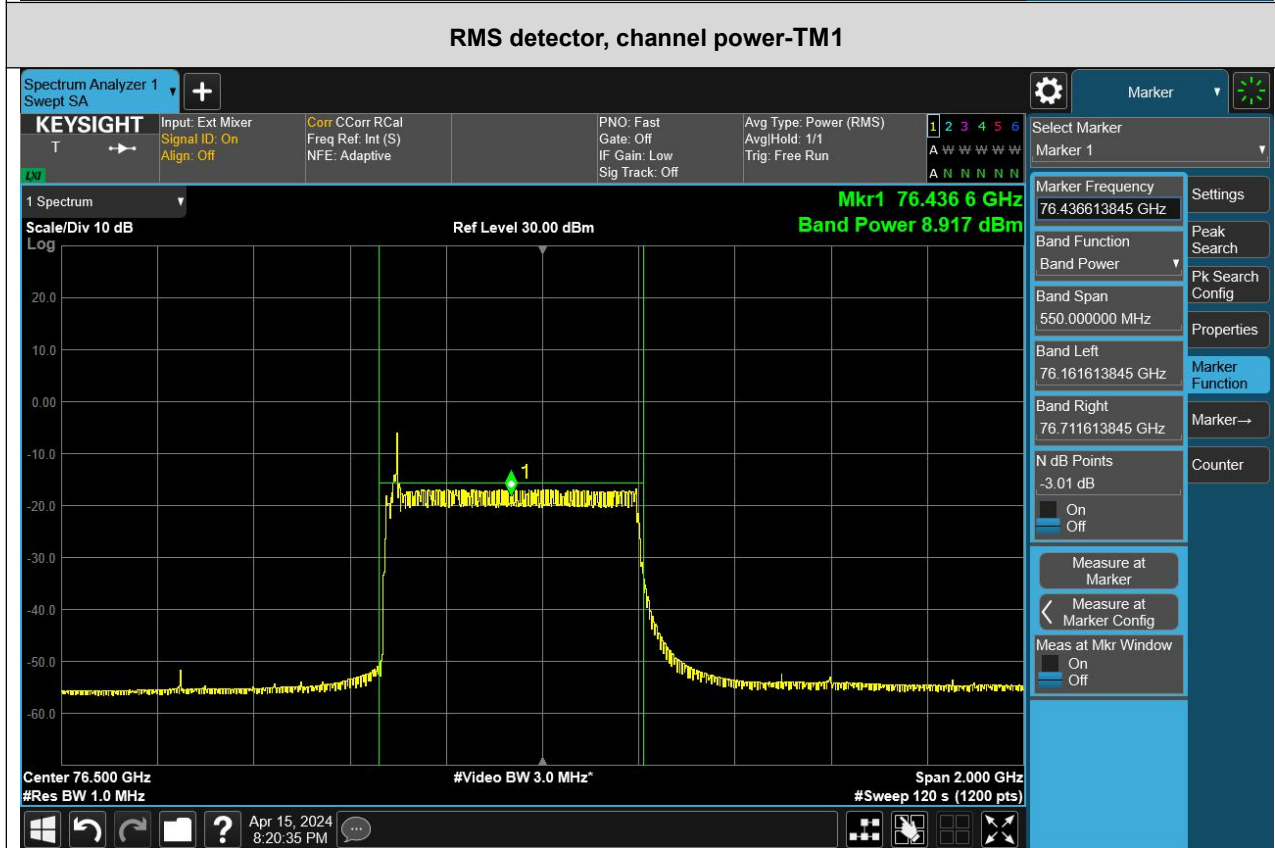 RMS detector, channel power-TM1
Spectrum Analyzer 1
Swept SA
Marker
KEYSIGHT
T
LXI
Input: Ext Mixer
Signal ID: On
Align: Off
Corr CCorr RCal
Freq Ref: Int (S)
NFE: Adaptive
PNO: Fast
Gate: Off
IF Gain: Low
Sig Track: Off
Avg Type: Power (RMS)
Avg|Hold: 1/1
Trig: Free Run
1 2 3 4 5 6
A W W W W W
A N N N N N
1 Spectrum
Scale/Div 10 dB
Log
Ref Level 30.00 dBm
Mkr1 76.436 6 GHz
Band Power 8.917 dBm
20.0
10.0
0.00
-10.0
-20.0
-30.0
-40.0
-50.0
-60.0
1
Center 76.500 GHz
#Res BW 1.0 MHz
#Video BW 3.0 MHz*
Span 2.000 GHz
#Sweep 120 s (1200 pts)
Select Marker
Marker 1
Marker Frequency
76.436613845 GHz
Band Function
Band Power
Band Span
550.000000 MHz
Band Left
76.161613845 GHz
Band Right
76.711613845 GHz
N dB Points
-3.01 dB
On
Off
Measure at
Marker
Measure at
Marker Config
Meas at Mkr Window
On
Off
Settings
Peak
Search
Pk Search
Config
Properties
Marker
Function
Marker→
Counter
?
Apr 15, 2024
8:20:35 PM